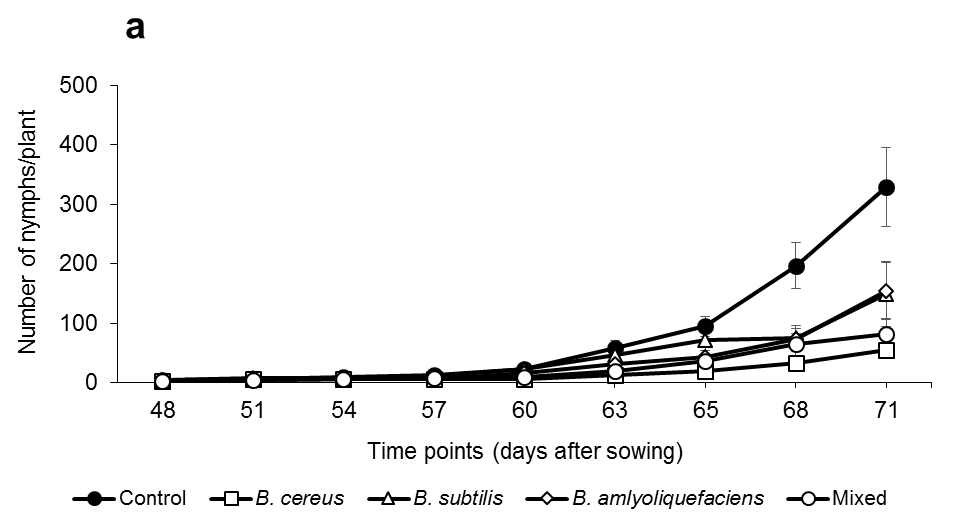 a
500
400
300
200
100
0
Number of nymphs/plant
48 51 54 57 60 63 65 68 71
Time points (days after sowing)
Control B. cereus B. subtilis B. amlyoliquefaciens Mixed